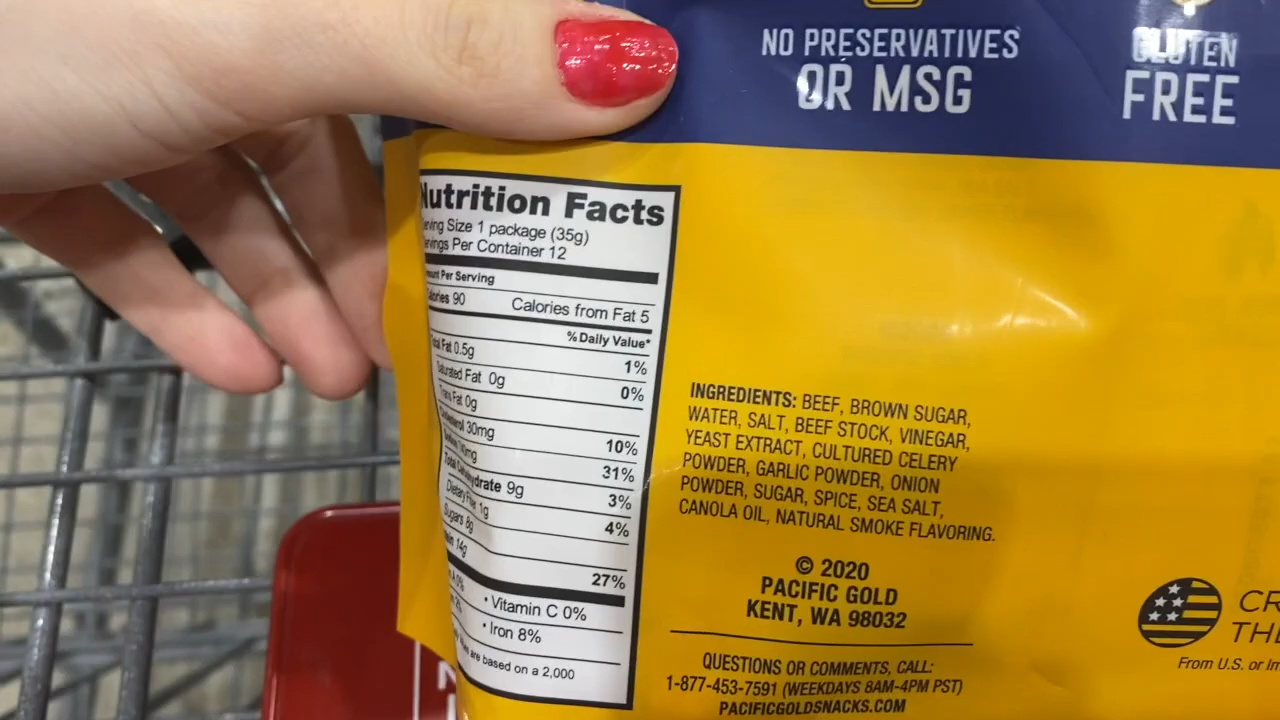 NO PRESERVATIVES
OR MSG
GLUTEN
FREE
Nutrition Facts
Serving Size 1 package (35g)
Servings Per Container 12
Amount Per Serving
Calories 90 Calories from Fat 5
% Daily Value*
Total Fat 0.5g 1%
Saturated Fat 0g 0%
Trans Fat 0g
Cholesterol 30mg 10%
31%
Total Carbohydrate 9g 3%
Dietary Fiber 1g 4%
Sugars 8g
14g 27%
A 0% • Vitamin C 0%
• Iron 8%
are based on a 2,000
INGREDIENTS: BEEF, BROWN SUGAR,
WATER, SALT, BEEF STOCK, VINEGAR,
YEAST EXTRACT, CULTURED CELERY
POWDER, GARLIC POWDER, ONION
POWDER, SUGAR, SPICE, SEA SALT,
CANOLA OIL, NATURAL SMOKE FLAVORING.
© 2020
PACIFIC GOLD
KENT, WA 98032
QUESTIONS OR COMMENTS, CALL:
1-877-453-7591 (WEEKDAYS 8AM-4PM PST)
PACIFICGOLDSNACKS.COM
CR
TH
From U.S. or Im